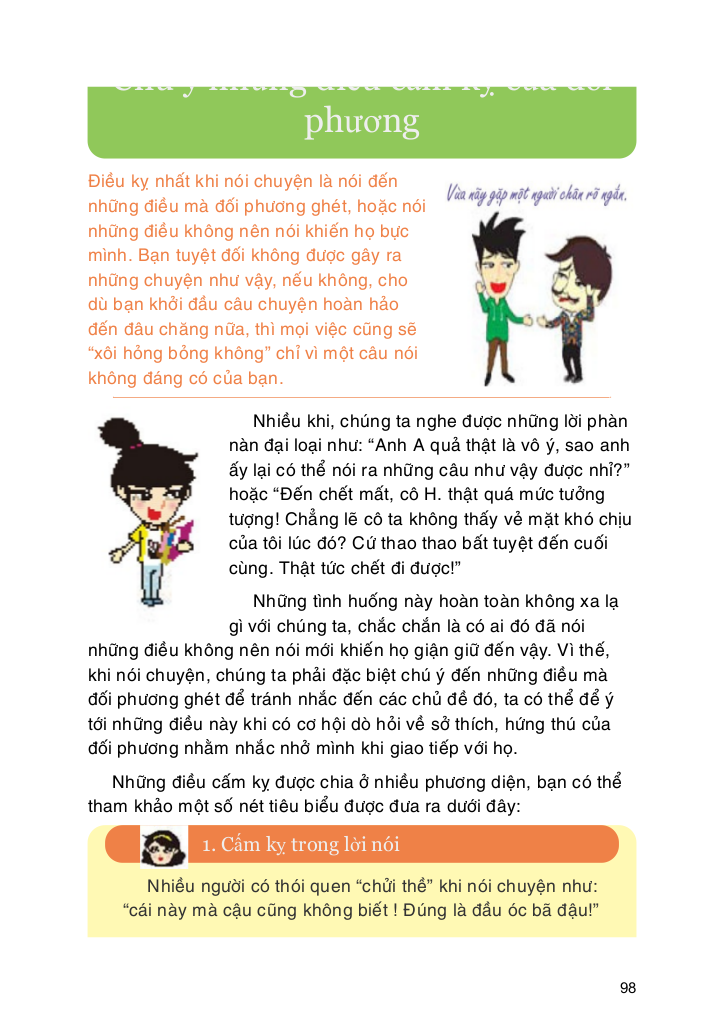 Chú ý những điều cấm kỵ của đối
phương
Điều kỵ nhất khi nói chuyện là nói đến
những điều mà đối phương ghét, hoặc nói
những điều không nên nói khiến họ bực
mình. Bạn tuyệt đối không được gây ra
những chuyện như vậy, nếu không, cho
dù bạn khởi đầu câu chuyện hoàn hảo
đến đâu chăng nữa, thì mọi việc cũng sẽ
“xôi hỏng bỏng không” chỉ vì một câu nói
không đáng có của bạn.
Vừa nãy gặp một người chân rõ ngắn.
Nhiều khi, chúng ta nghe được những lời phàn
nàn đại loại như: “Anh A quả thật là vô ý, sao anh
ấy lại có thể nói ra những câu như vậy được nhỉ?”
hoặc “Đến chết mất, cô H. thật quá mức tưởng
tượng! Chẳng lẽ cô ta không thấy vẻ mặt khó chịu
của tôi lúc đó? Cứ thao thao bất tuyệt đến cuối
cùng. Thật tức chết đi được!”
Những tình huống này hoàn toàn không xa lạ
gì với chúng ta, chắc chắn là có ai đó đã nói
những điều không nên nói mới khiến họ giận giữ đến vậy. Vì thế,
khi nói chuyện, chúng ta phải đặc biệt chú ý đến những điều mà
đối phương ghét để tránh nhắc đến các chủ đề đó, ta có thể để ý
tới những điều này khi có cơ hội dò hỏi về sở thích, hứng thú của
đối phương nhằm nhắc nhở mình khi giao tiếp với họ.
Những điều cấm kỵ được chia ở nhiều phương diện, bạn có thể
tham khảo một số nét tiêu biểu được đưa ra dưới đây:
1. Cấm kỵ trong lời nói
Nhiều người có thói quen “chửi thề” khi nói chuyện như:
“cái này mà cậu cũng không biết ! Đúng là đầu óc bã đậu!”
98